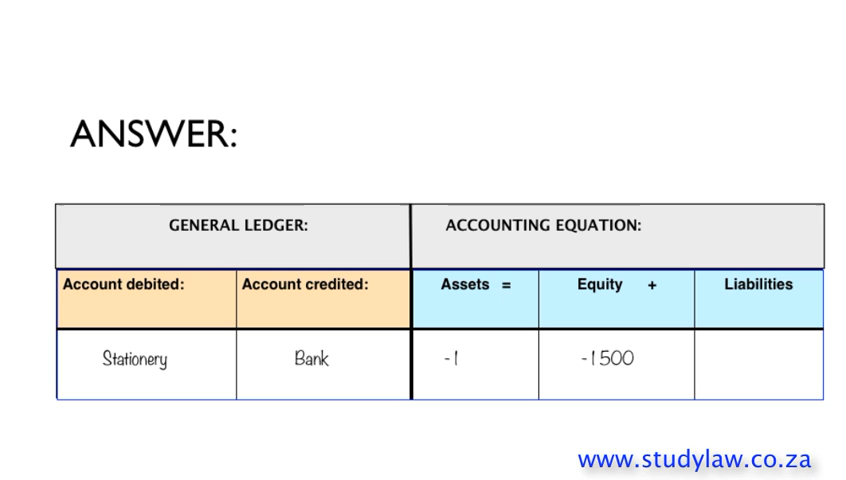 ANSWER:
GENERAL LEDGER: ACCOUNTING EQUATION:
Account debited: Account credited: Assets = Equity + Liabilities
Stationery Bank -1 -1500
www.studylaw.co.za